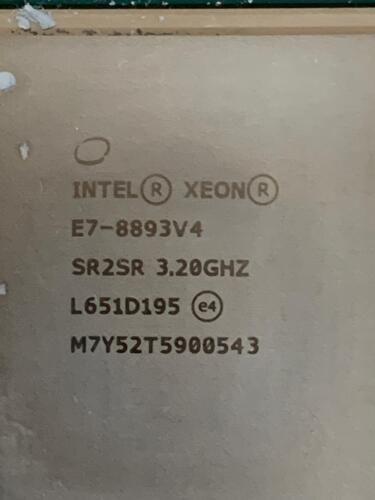 INTEL® XEON®
E7-8893V4
SR2SR 3.20GHZ
L651D195 e4
M7Y52T5900543